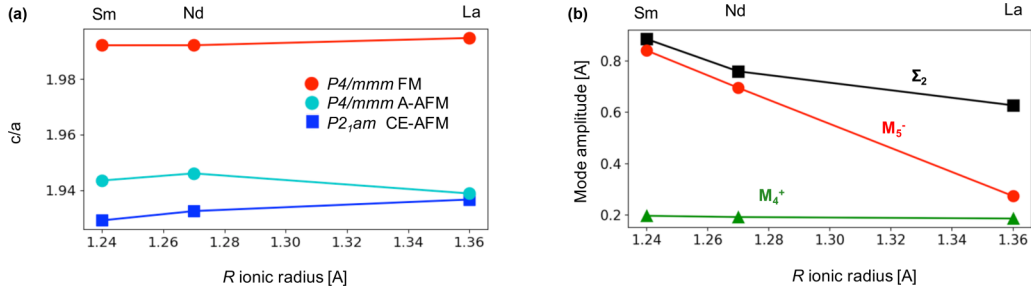 (a)
Sm Nd La
1.98
1.96
1.94
c/a
P4/mmm FM
P4/mmm A-AFM
P2₁am CE-AFM
1.24 1.26 1.28 1.30 1.32 1.34 1.36
R ionic radius [A]
(b)
Sm Nd La
0.8
0.6
0.4
0.2
Mode amplitude [A]
Σ₂
M₅⁻
M₄⁺
1.24 1.26 1.28 1.30 1.32 1.34 1.36
R ionic radius [A]